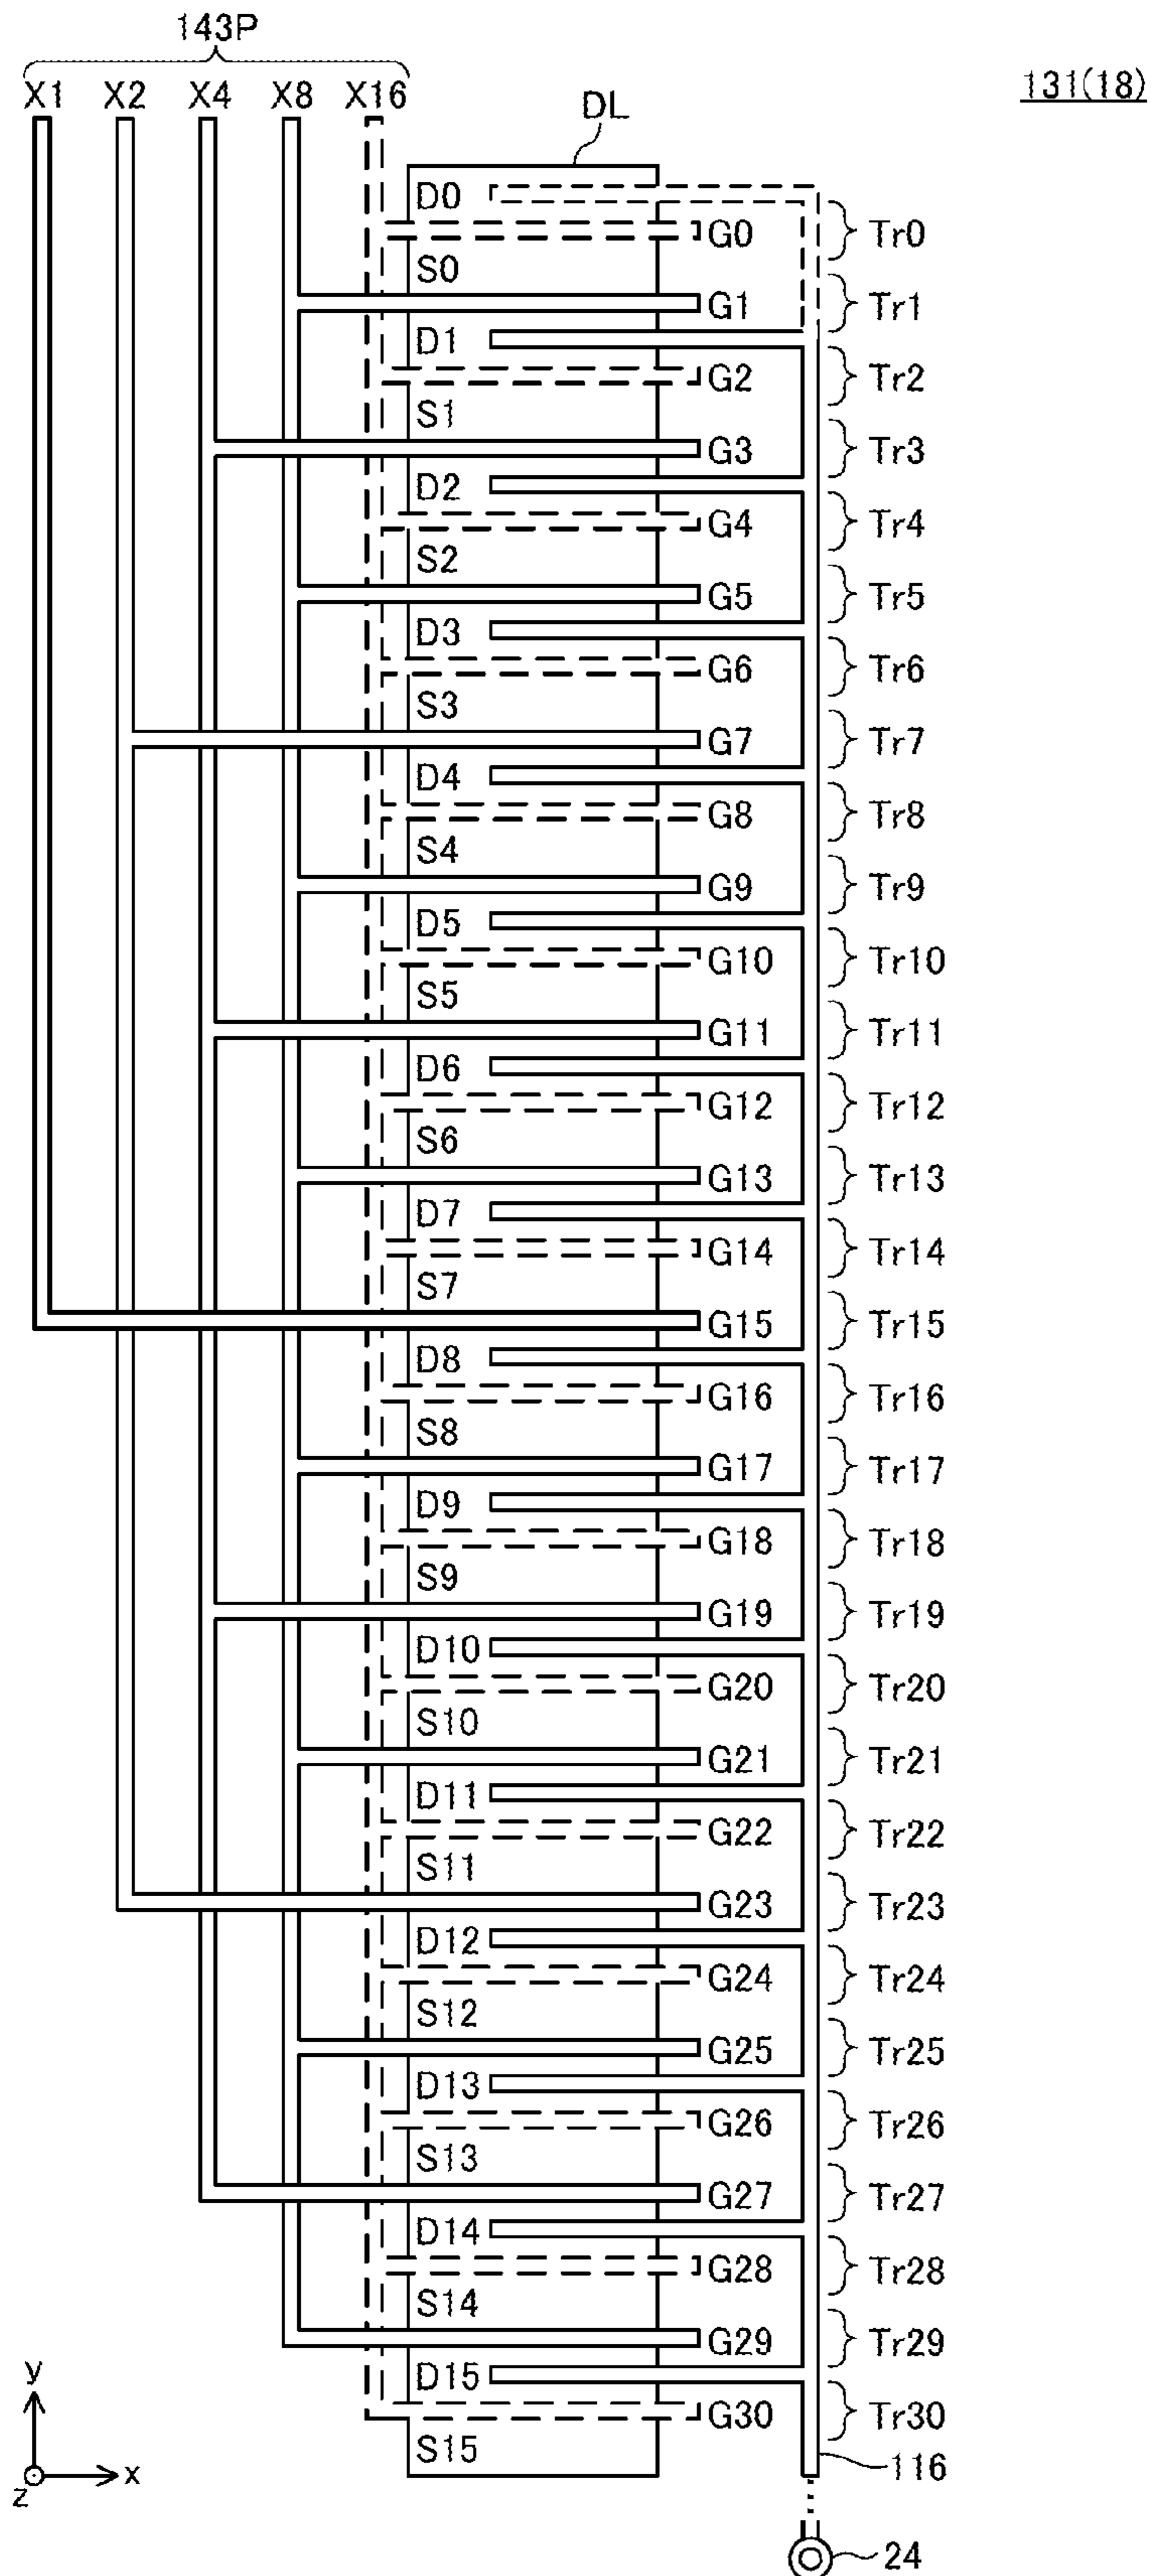 143P
X1 X2 X4 X8 X16
131(18)
DL
D0
G0 Tr0
S0
G1 Tr1
D1
G2 Tr2
S1
G3 Tr3
D2
G4 Tr4
S2
G5 Tr5
D3
G6 Tr6
S3
G7 Tr7
D4
G8 Tr8
S4
G9 Tr9
D5
G10 Tr10
S5
G11 Tr11
D6
G12 Tr12
S6
G13 Tr13
D7
G14 Tr14
S7
G15 Tr15
D8
G16 Tr16
S8
G17 Tr17
D9
G18 Tr18
S9
G19 Tr19
D10
G20 Tr20
S10
G21 Tr21
D11
G22 Tr22
S11
G23 Tr23
D12
G24 Tr24
S12
G25 Tr25
D13
G26 Tr26
S13
G27 Tr27
D14
G28 Tr28
S14
G29 Tr29
D15
G30 Tr30
S15
116
y
x
z
24